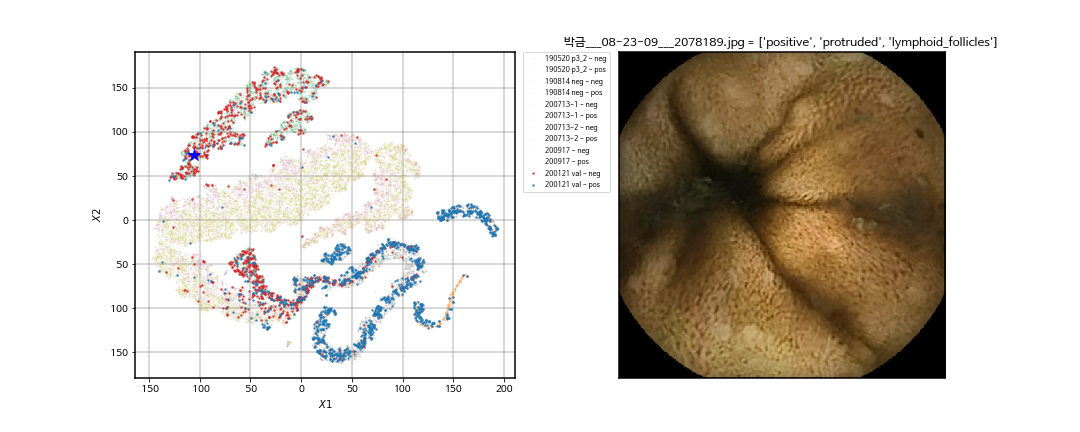 박금___08-23-09___2078189.jpg = ['positive', 'protruded', 'lymphoid_follicles']
190520 p3_2 - neg
190520 p3_2 - pos
190814 neg - neg
190814 neg - pos
200713-1 - neg
200713-1 - pos
200713-2 - neg
200713-2 - pos
200917 - neg
200917 - pos
200121 val - neg
200121 val - pos
150
100
50
0
50
100
150
X2
150 100 50 0 50 100 150 200
X1